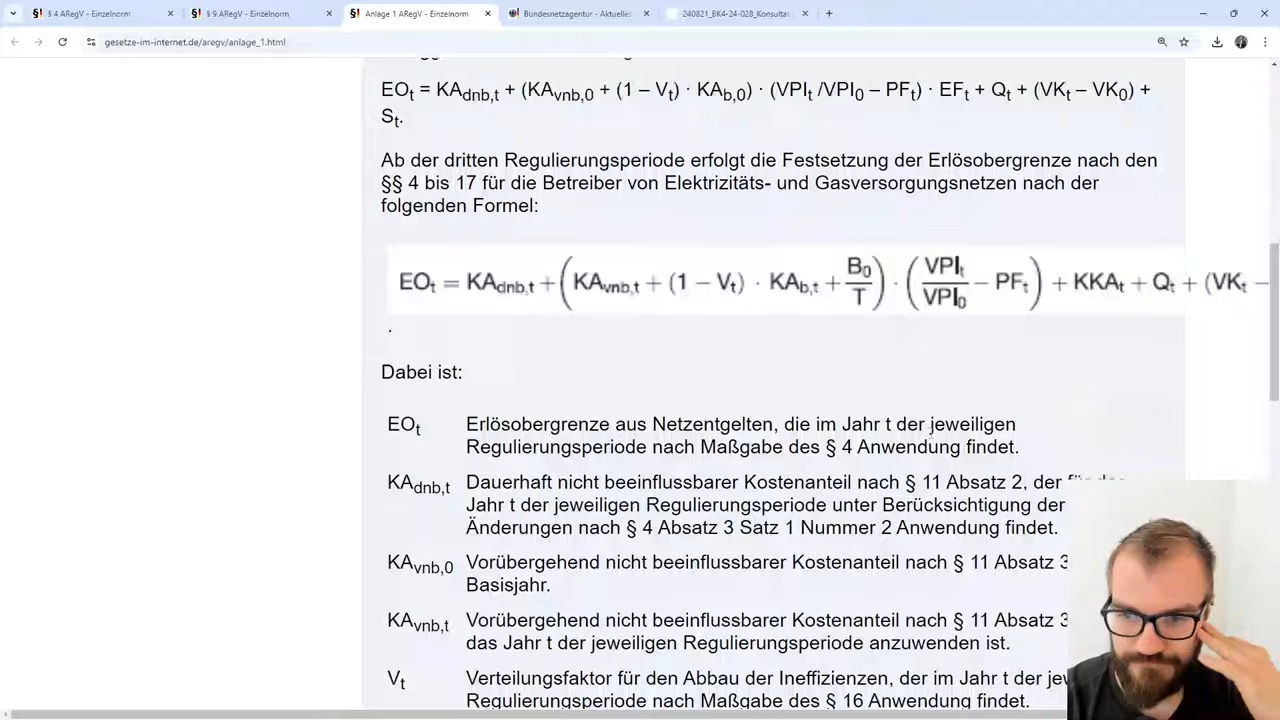 § 4 ARegV - Einzelnorm
§ 9 ARegV - Einzelnorm
Anlage 1 ARegV - Einzelnorm
Bundesnetzagentur - Aktuelles
240821_BK4-24-028_Konsultat
gesetze-im-internet.de/aregv/anlage_1.html
EOt = KAdnb,t + (KAvnb,0 + (1 – Vt) · KAb,0) · (VPIt /VPI0 – PFt) · EFt + Qt + (VKt – VK0) +
St.
Ab der dritten Regulierungsperiode erfolgt die Festsetzung der Erlösobergrenze nach den
§§ 4 bis 17 für die Betreiber von Elektrizitäts- und Gasversorgungsnetzen nach der
folgenden Formel:
EOt = KAdnb,t + (KAvnb,t + (1 – Vt) · KAb,t + B0/T) · (VPIt/VPI0 – PFt) + KKAt + Qt + (VKt –
.
Dabei ist:
EOt Erlösobergrenze aus Netzentgelten, die im Jahr t der jeweiligen
Regulierungsperiode nach Maßgabe des § 4 Anwendung findet.
KAdnb,t Dauerhaft nicht beeinflussbarer Kostenanteil nach § 11 Absatz 2, der für das
Jahr t der jeweiligen Regulierungsperiode unter Berücksichtigung der
Änderungen nach § 4 Absatz 3 Satz 1 Nummer 2 Anwendung findet.
KAvnb,0 Vorübergehend nicht beeinflussbarer Kostenanteil nach § 11 Absatz 3
Basisjahr.
KAvnb,t Vorübergehend nicht beeinflussbarer Kostenanteil nach § 11 Absatz 3
das Jahr t der jeweiligen Regulierungsperiode anzuwenden ist.
Vt Verteilungsfaktor für den Abbau der Ineffizienzen, der im Jahr t der jew
Regulierungsperiode nach Maßgabe des § 16 Anwendung findet.